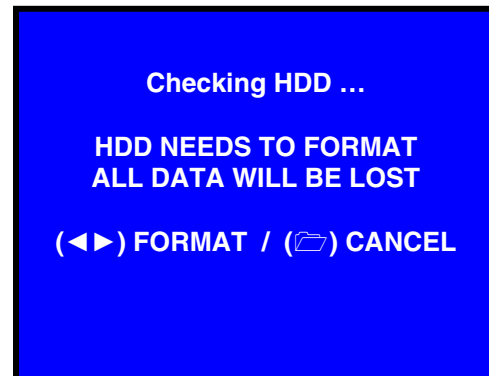 Checking HDD …
HDD NEEDS TO FORMAT
ALL DATA WILL BE LOST
(◄►) FORMAT / (🗁) CANCEL